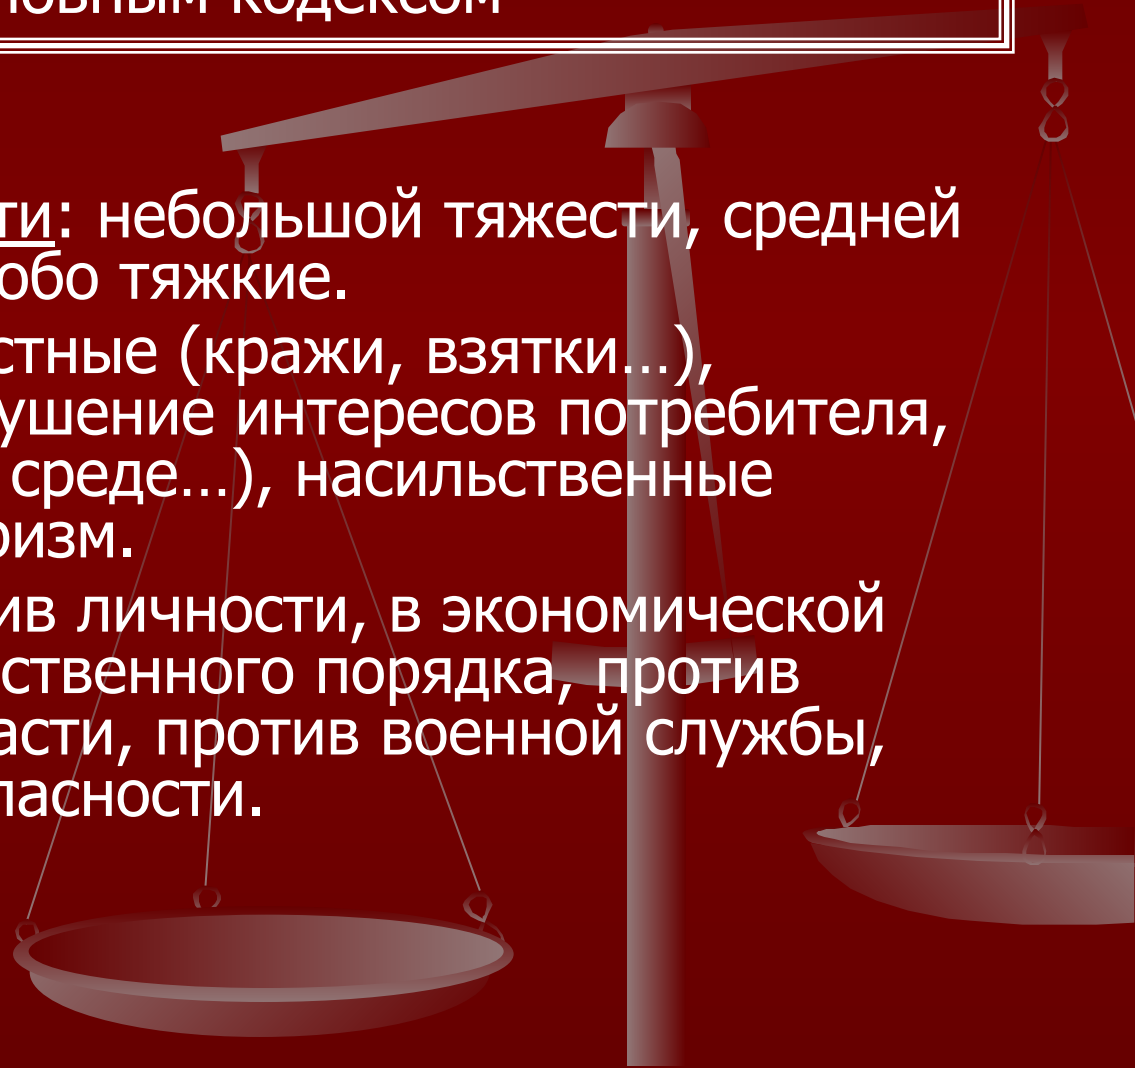 ловным кодексом
ти: небольшой тяжести, средней
обо тяжкие.
стные (кражи, взятки…),
ушение интересов потребителя,
среде…), насильственные
ризм.
ив личности, в экономической
ственного порядка, против
асти, против военной службы,
пасности.